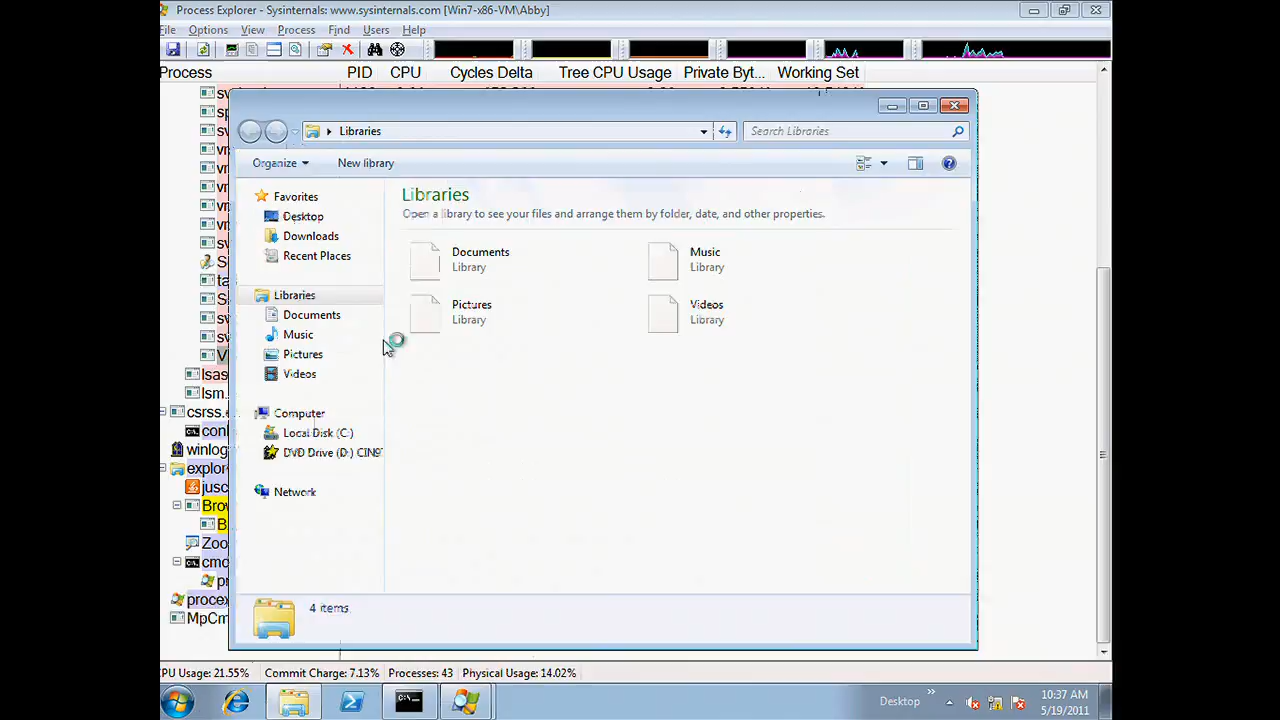 Process Explorer - Sysinternals: www.sysinternals.com [Win7-x86-VM\Abby]
File Options View Process Find Users Help
Process PID CPU Cycles Delta Tree CPU Usage Private Byt... Working Set
Libraries
Search Libraries
Organize New library
Favorites
Desktop
Downloads
Recent Places
Libraries
Documents
Music
Pictures
Videos
Computer
Local Disk (C:)
DVD Drive (D:) CIN9
Network
Libraries
Open a library to see your files and arrange them by folder, date, and other properties.
Documents
Library
Music
Library
Pictures
Library
Videos
Library
4 items
lsas
lsm.
csrss.e
winlog
explor
jusc
Bro
B
Zoo
cmd
procex
MpCm
CPU Usage: 21.55% Commit Charge: 7.13% Processes: 43 Physical Usage: 14.02%
Desktop
10:37 AM
5/19/2011